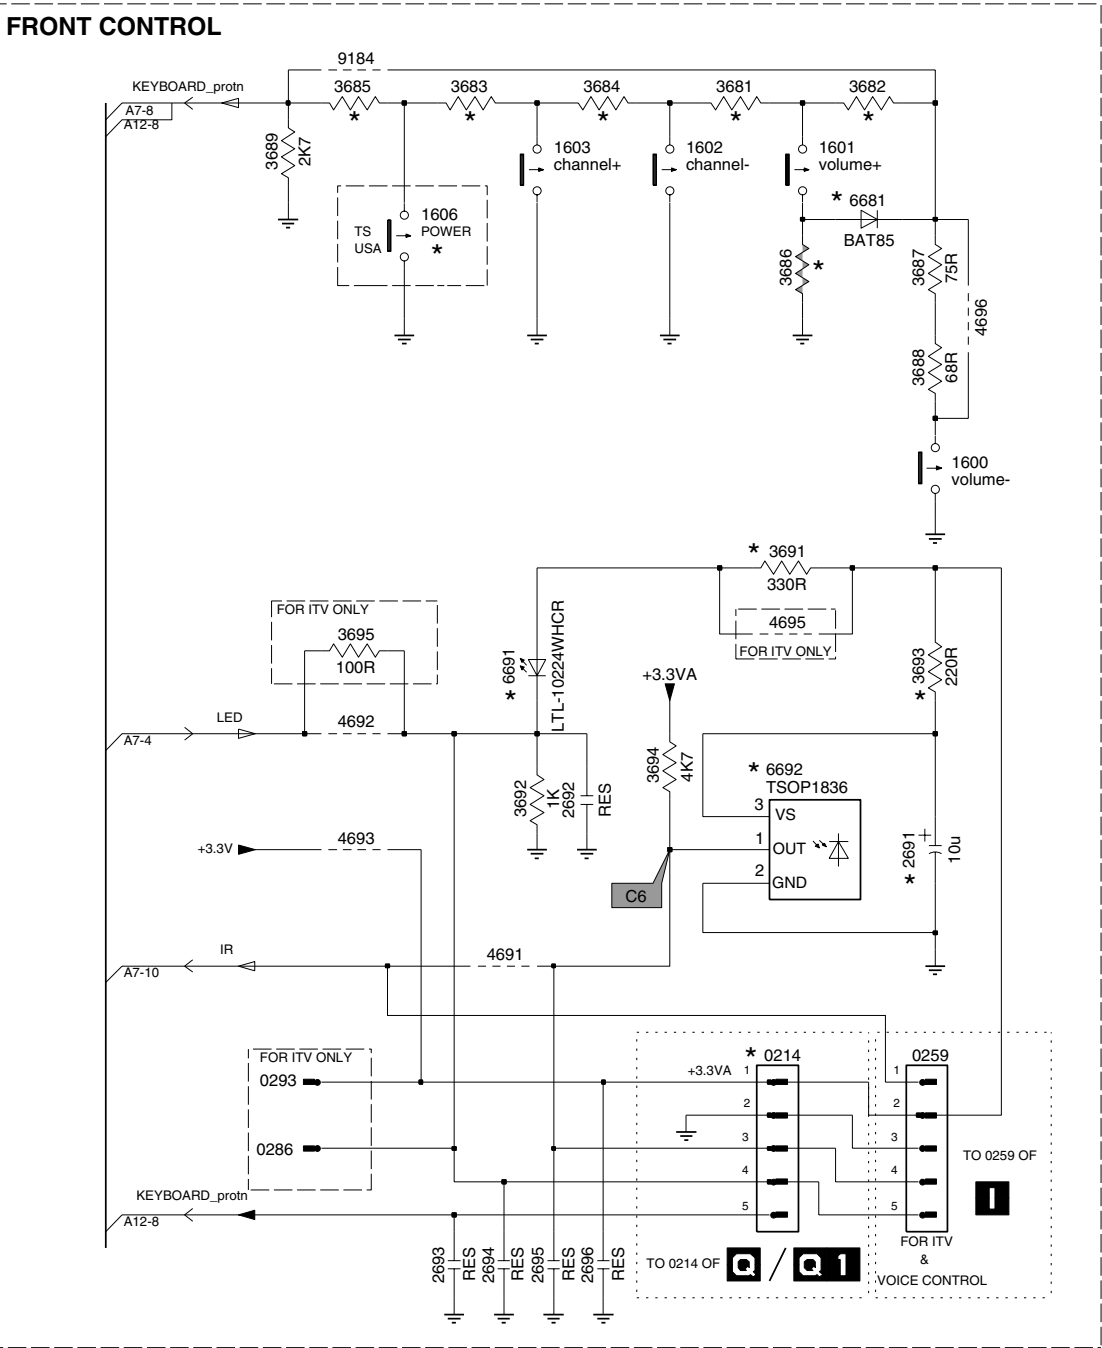 FRONT CONTROL
9184
KEYBOARD_protn
A7-8
A12-8
3685
*
3683
*
3684
*
3681
*
3682
*
3689
2K7
1603
channel+
1602
channel-
1601
volume+
TS
USA
1606
POWER
*
* 6681
BAT85
3686
*
3687
75R
4696
3688
68R
1600
volume-
* 3691
330R
4695
FOR ITV ONLY
FOR ITV ONLY
3695
100R
* 6691
LTL-10224WHCR
+3.3VA
* 3693
220R
LED
A7-4
4692
3694
4K7
3692
1K
2692
RES
* 6692
TSOP1836
3
VS
1
OUT
2
GND
* 2691
+
10u
+3.3V
4693
C6
IR
A7-10
4691
FOR ITV ONLY
0293
0286
* 0214
+3.3VA
1
2
3
4
5
0259
1
2
3
4
5
TO 0259 OF
I
KEYBOARD_protn
A12-8
2693
RES
2694
RES
2695
RES
2696
RES
TO 0214 OF Q / Q 1
FOR ITV
&
VOICE CONTROL